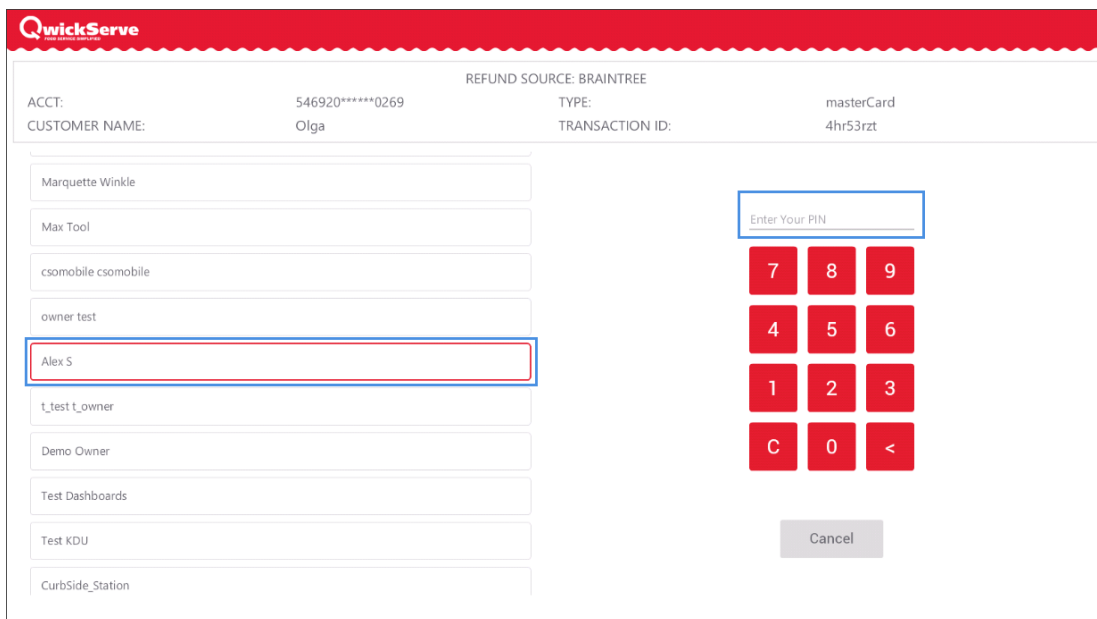 QwickServe
FOOD SERVICE SIMPLIFIED
REFUND SOURCE: BRAINTREE
ACCT: 546920******0269 TYPE: masterCard
CUSTOMER NAME: Olga TRANSACTION ID: 4hr53rzt
Marquette Winkle
Max Tool
csomobile csomobile
owner test
Alex S
t_test t_owner
Demo Owner
Test Dashboards
Test KDU
CurbSide_Station
Enter Your PIN
7 8 9
4 5 6
1 2 3
C 0 <
Cancel